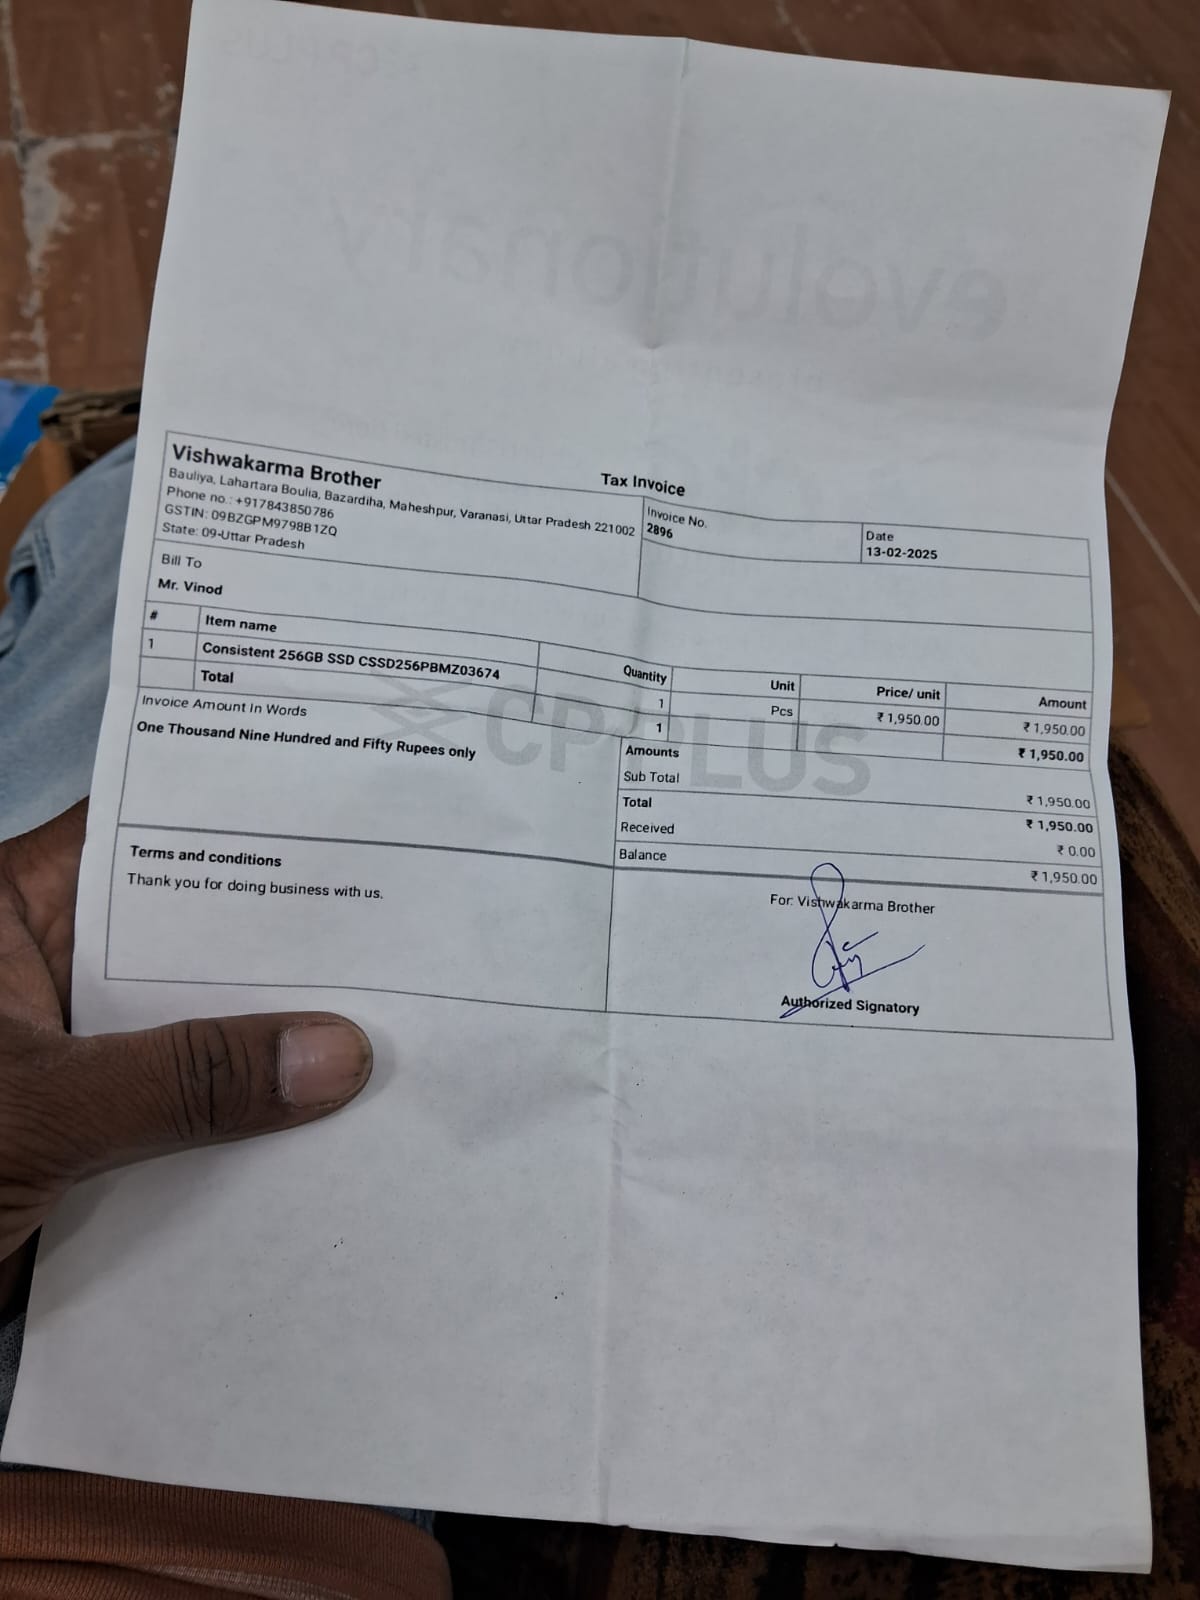 Vishwakarma Brother
Bauliya, Lahartara Boulia, Bazardiha, Maheshpur, Varanasi, Uttar Pradesh 221002
Phone no.: +917843850786
GSTIN: 09BZGPM9798B1ZQ
State: 09-Uttar Pradesh
Tax Invoice
Invoice No.
2896
Date
13-02-2025
Bill To
Mr. Vinod
# Item name Quantity Unit Price/ unit Amount
1 Consistent 256GB SSD CSSD256PBMZ03674 1 Pcs ₹ 1,950.00 ₹ 1,950.00
Total 1 ₹ 1,950.00
CP PLUS
Invoice Amount In Words
One Thousand Nine Hundred and Fifty Rupees only
Amounts
Sub Total ₹ 1,950.00
Total ₹ 1,950.00
Received ₹ 0.00
Balance ₹ 1,950.00
Terms and conditions
Thank you for doing business with us.
For: Vishwakarma Brother
Authorized Signatory
evolutionary
CP PLUS